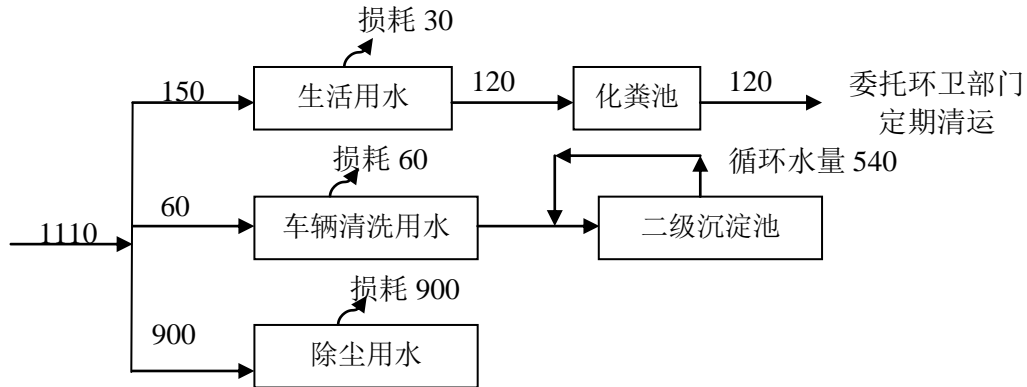 损耗 30
150
生活用水
120
化粪池
120
委托环卫部门
定期清运
损耗 60
循环水量 540
60
车辆清洗用水
二级沉淀池
1110
损耗 900
900
除尘用水